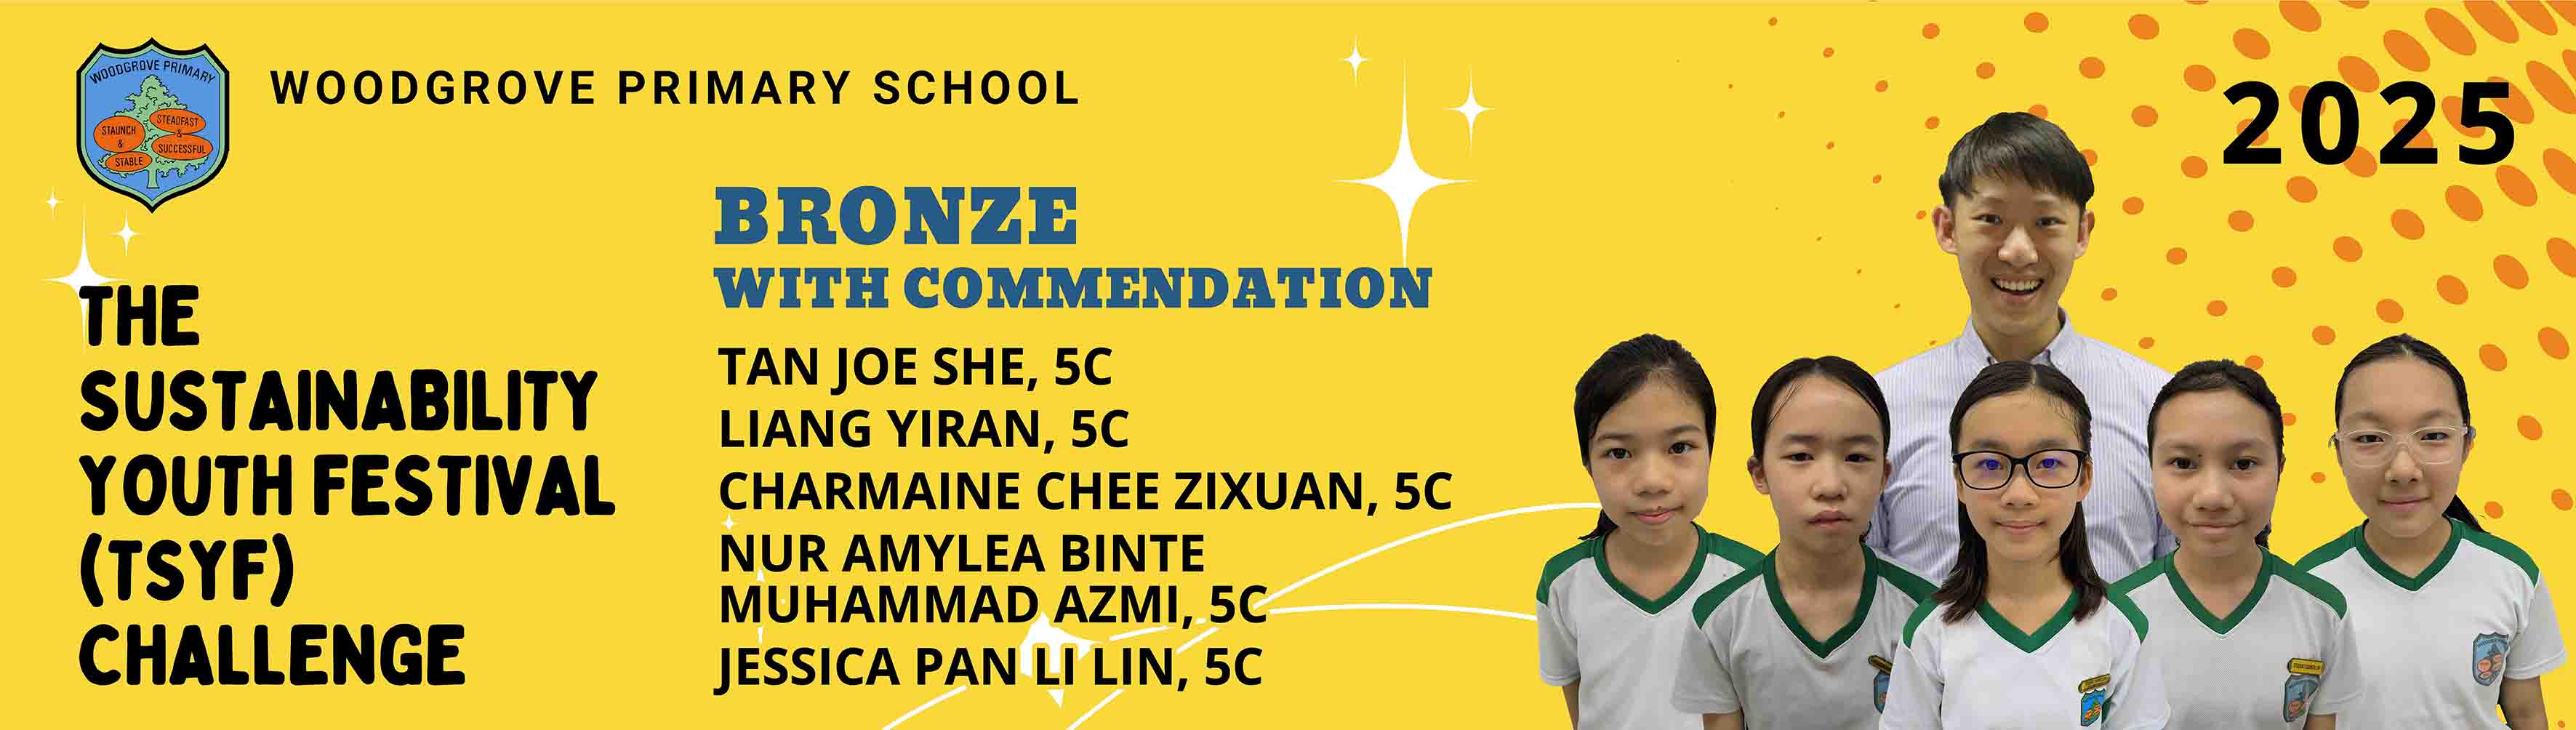 WOODGROVE PRIMARY
STAUNCH
&
STABLE
STEADFAST
&
SUCCESSFUL
WOODGROVE PRIMARY SCHOOL
2025
THE
SUSTAINABILITY
YOUTH FESTIVAL
(TSYF)
CHALLENGE
BRONZE
WITH COMMENDATION
TAN JOE SHE, 5C
LIANG YIRAN, 5C
CHARMAINE CHEE ZIXUAN, 5C
NUR AMYLEA BINTE
MUHAMMAD AZMI, 5C
JESSICA PAN LI LIN, 5C